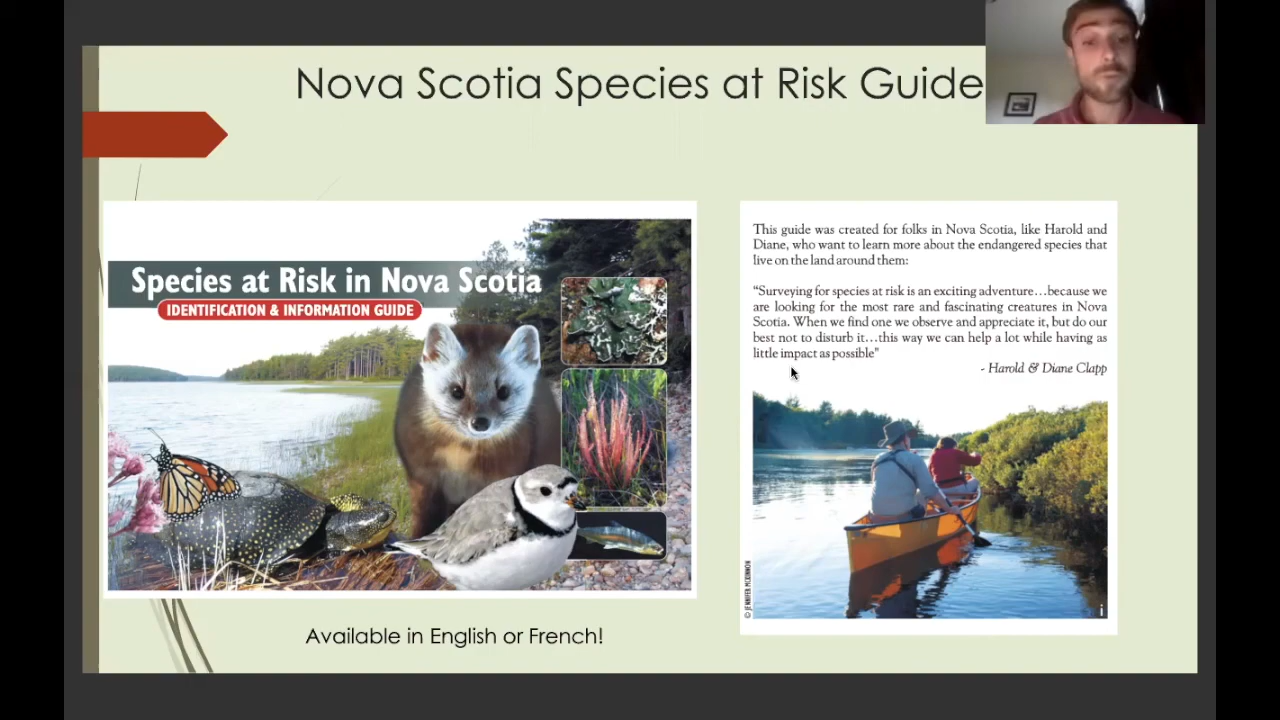 Nova Scotia Species at Risk Guide
Species at Risk in Nova Scotia
IDENTIFICATION & INFORMATION GUIDE
Available in English or French!
This guide was created for folks in Nova Scotia, like Harold and
Diane, who want to learn more about the endangered species that
live on the land around them:
“Surveying for species at risk is an exciting adventure…because we
are looking for the most rare and fascinating creatures in Nova
Scotia. When we find one we observe and appreciate it, but do our
best not to disturb it…this way we can help a lot while having as
little impact as possible”
- Harold & Diane Clapp
© JENNIFER MCKINNON
i